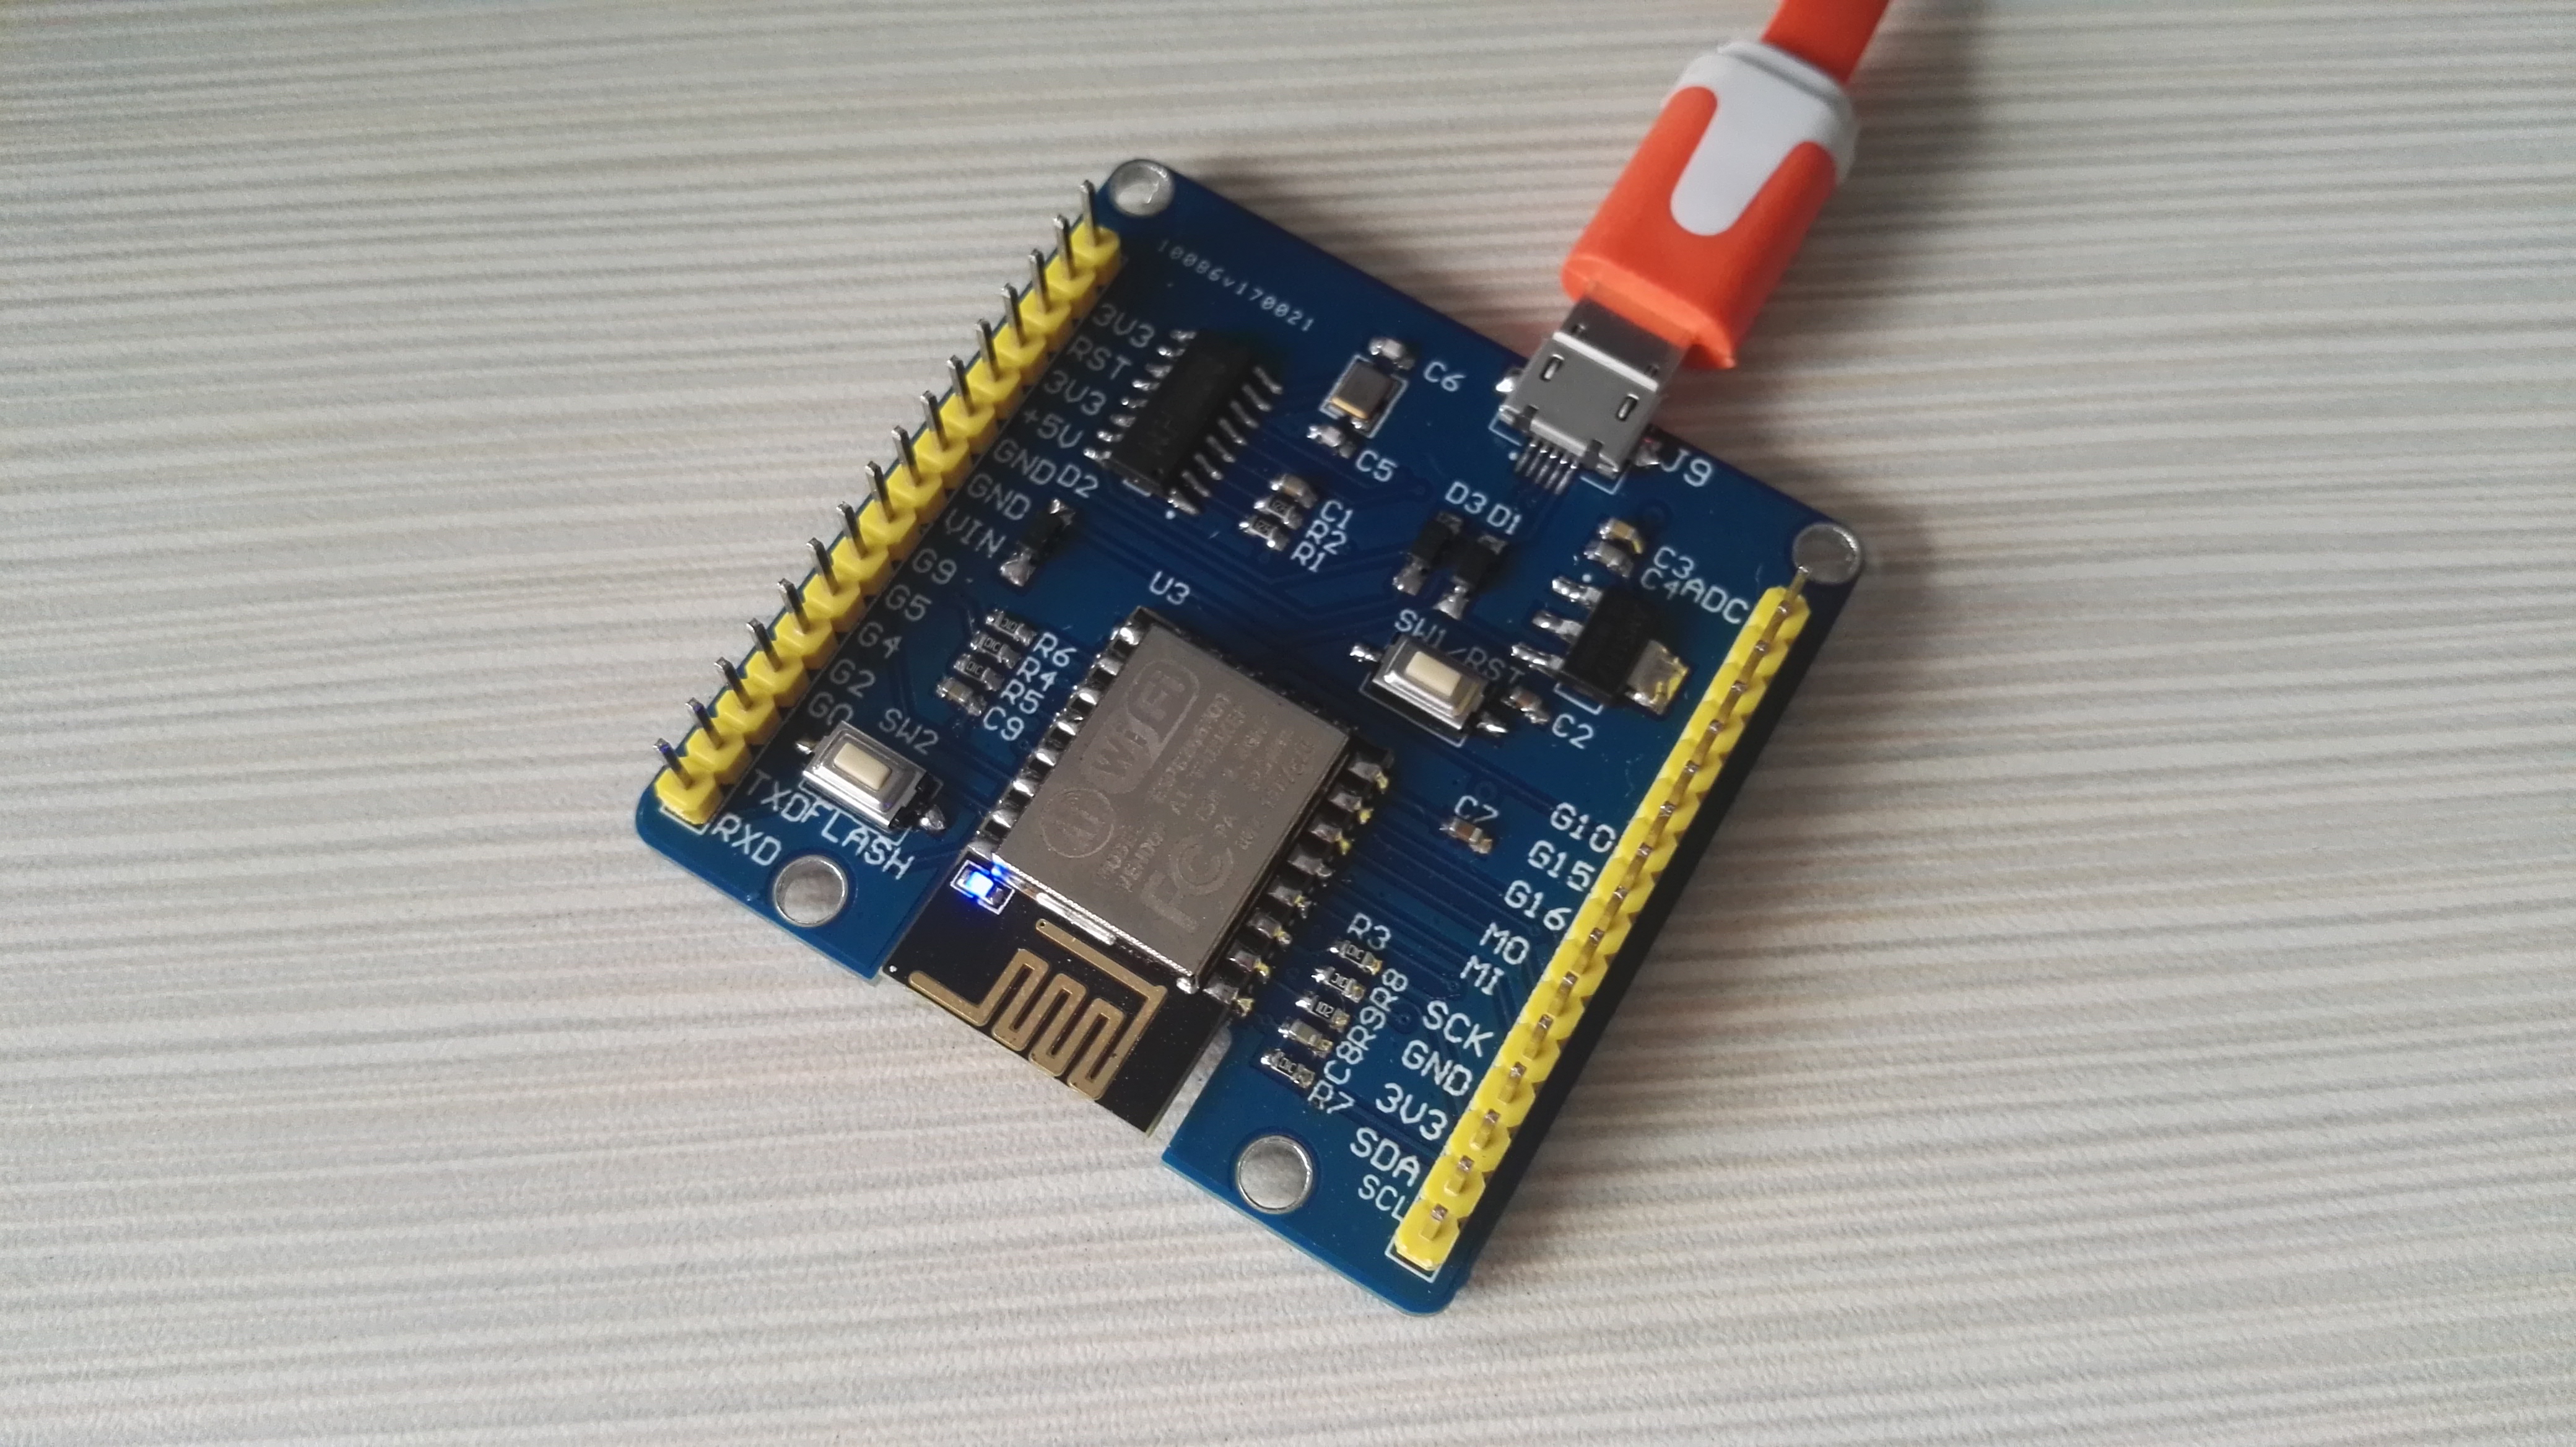 10086v170021
3V3
RST
3V3
+5V
GND
GND
VIN
G9
G5
G4
G2
G0
TXD
RXD
D2
C6
C5
J9
C1
R2
R1
D3
D1
C3
C4
ADC
U3
SW1/RST
C2
R6
R4
R5
C9
SW2
FLASH
WiFi
FC
C7
G10
G15
G16
MO
MI
SCK
GND
3V3
SDA
SCL
R3
R8
R9
C8
R7